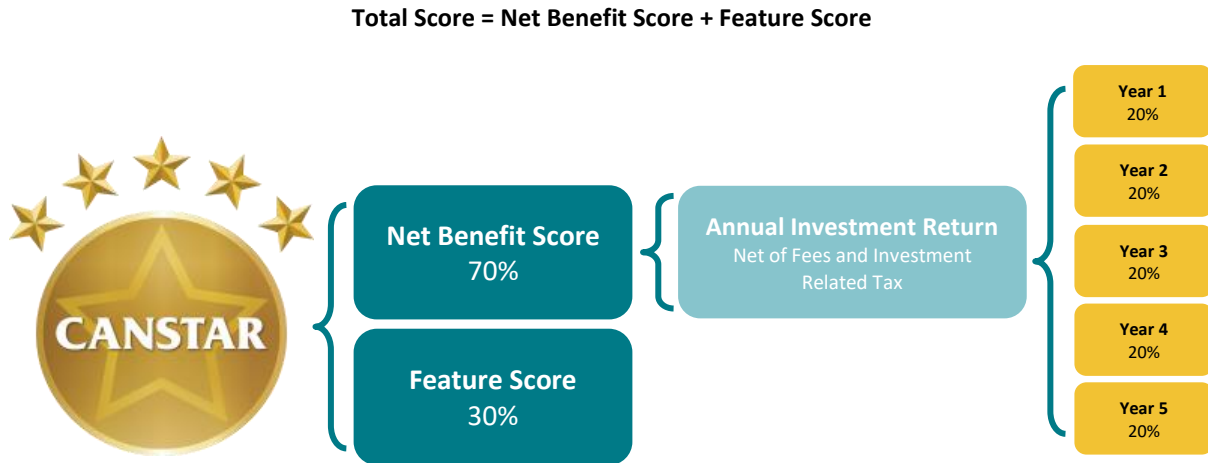 Total Score = Net Benefit Score + Feature Score
CANSTAR
Net Benefit Score
70%
Feature Score
30%
Annual Investment Return
Net of Fees and Investment
Related Tax
Year 1
20%
Year 2
20%
Year 3
20%
Year 4
20%
Year 5
20%